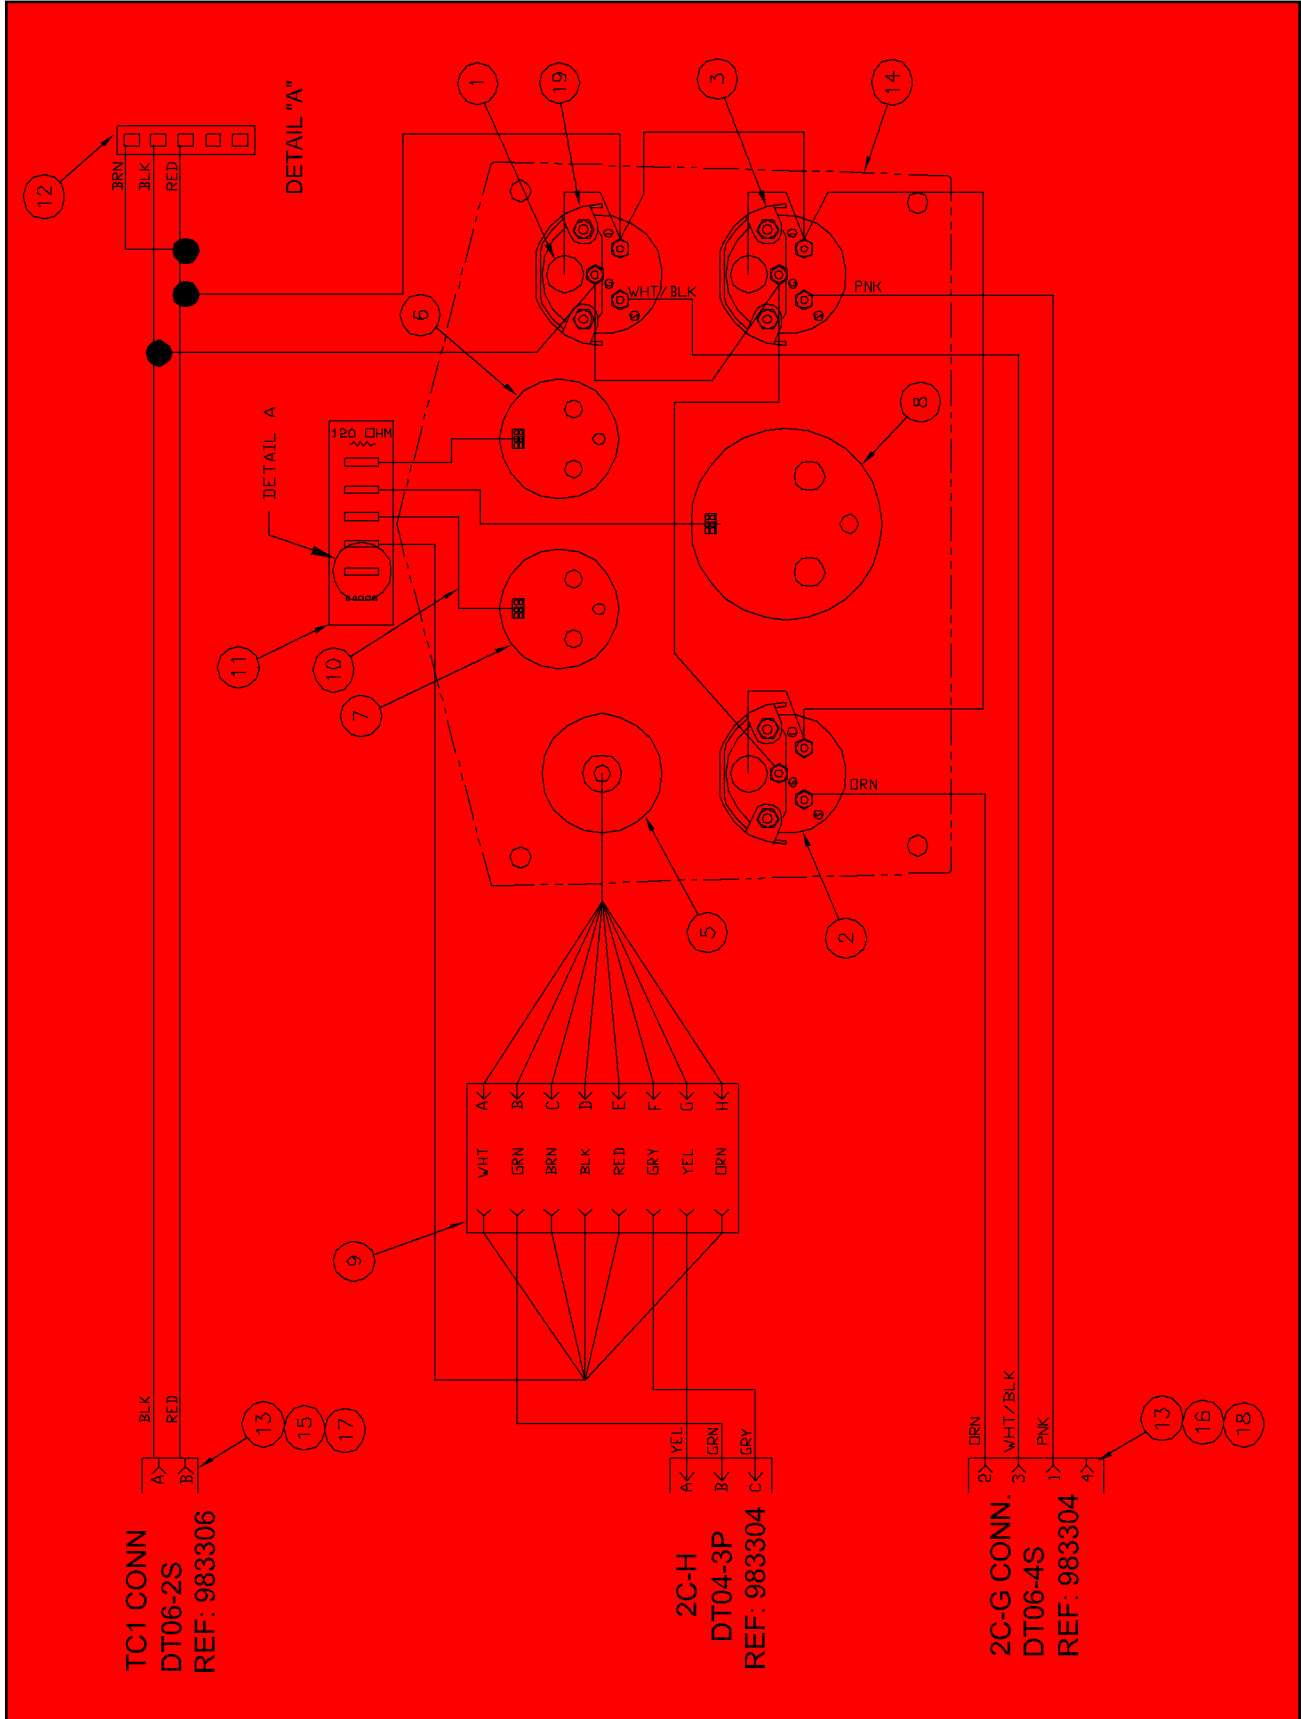 12
BRN
BLK
RED
DETAIL "A"
1
19
3
14
6
WHT/BLK
PNK
8
DETAIL A
120 OHM
11
10
7
5
2
ORN
9
WHT
GRN
BRN
BLK
RED
GRY
YEL
ORN
A
B
C
D
E
F
G
H
BLK
RED
A
B
13
15
17
TC1 CONN
DT06-2S
REF: 983306
YEL
GRN
GRY
A
B
C
2C-H
DT04-3P
REF: 983304
ORN
WHT/BLK
PNK
2
3
1
4
13
16
18
2C-G CONN.
DT06-4S
REF: 983304